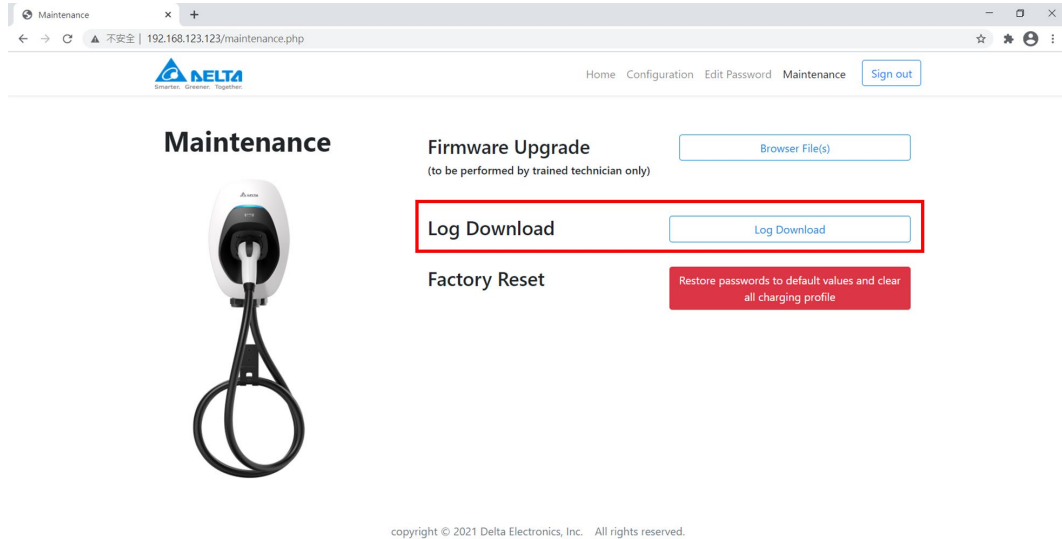 Maintenance
不安全 | 192.168.123.123/maintenance.php
DELTA
Smarter. Greener. Together.
Home Configuration Edit Password Maintenance Sign out
Maintenance
Firmware Upgrade
(to be performed by trained technician only)
Browser File(s)
DELTA
Log Download
Log Download
Factory Reset
Restore passwords to default values and clear
all charging profile
copyright © 2021 Delta Electronics, Inc. All rights reserved.